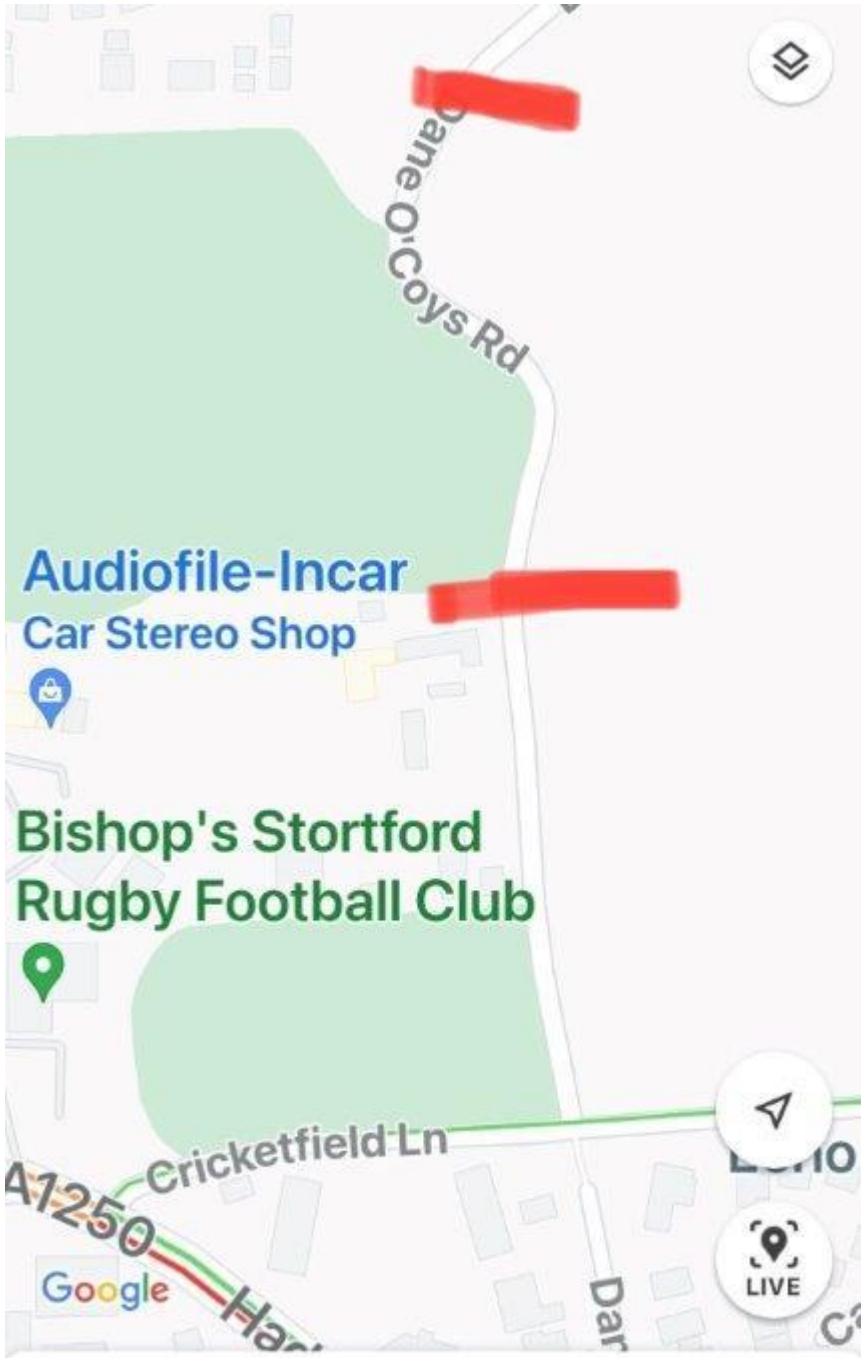 Dane O'Coys Rd
Audiofile-Incar
Car Stereo Shop
Bishop's Stortford
Rugby Football Club
Cricketfield Ln
A1250
LIVE
Google